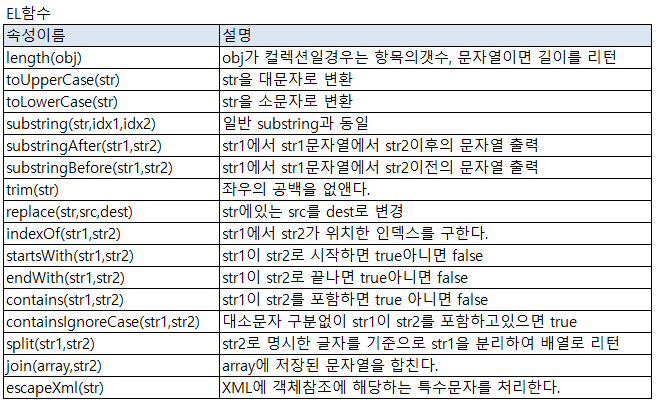 EL함수
속성이름 설명
length(obj) obj가 컬렉션일경우는 항목의갯수, 문자열이면 길이를 리턴
toUpperCase(str) str을 대문자로 변환
toLowerCase(str) str을 소문자로 변환
substring(str,idx1,idx2) 일반 substring과 동일
substringAfter(str1,str2) str1에서 str1문자열에서 str2이후의 문자열 출력
substringBefore(str1,str2) str1에서 str1문자열에서 str2이전의 문자열 출력
trim(str) 좌우의 공백을 없앤다.
replace(str,src,dest) str에있는 src를 dest로 변경
indexOf(str1,str2) str1에서 str2가 위치한 인덱스를 구한다.
startsWith(str1,str2) str1이 str2로 시작하면 true아니면 false
endWith(str1,str2) str1이 str2로 끝나면 true아니면 false
contains(str1,str2) str1이 str2를 포함하면 true 아니면 false
containsIgnoreCase(str1,str2) 대소문자 구분없이 str1이 str2를 포함하고있으면 true
split(str1,str2) str2로 명시한 글자를 기준으로 str1을 분리하여 배열로 리턴
join(array,str2) array에 저장된 문자열을 합친다.
escapeXml(str) XML에 객체참조에 해당하는 특수문자를 처리한다.